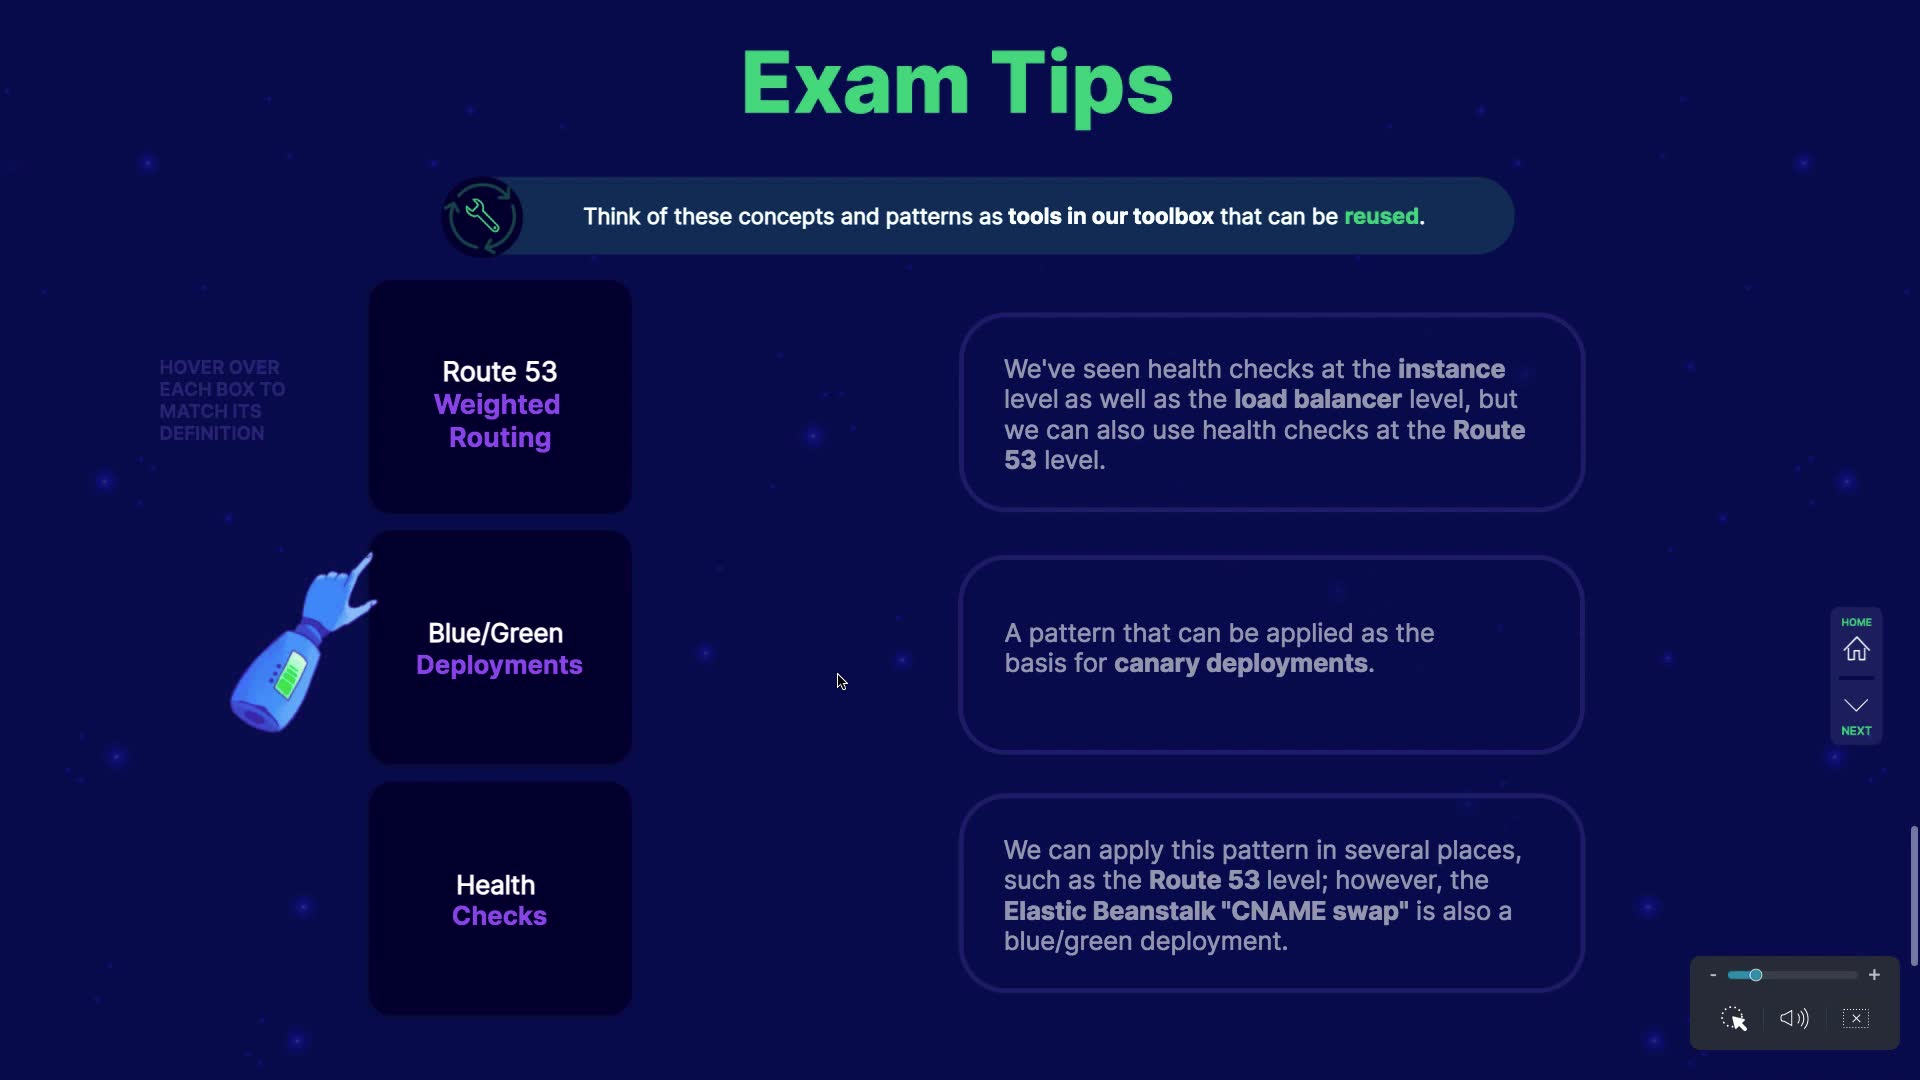 Exam Tips
Think of these concepts and patterns as tools in our toolbox that can be reused.
HOVER OVER
EACH BOX TO
MATCH ITS
DEFINITION
Route 53
Weighted
Routing
We've seen health checks at the instance
level as well as the load balancer level, but
we can also use health checks at the Route
53 level.
Blue/Green
Deployments
A pattern that can be applied as the
basis for canary deployments.
Health
Checks
We can apply this pattern in several places,
such as the Route 53 level; however, the
Elastic Beanstalk "CNAME swap" is also a
blue/green deployment.
HOME
NEXT
- +